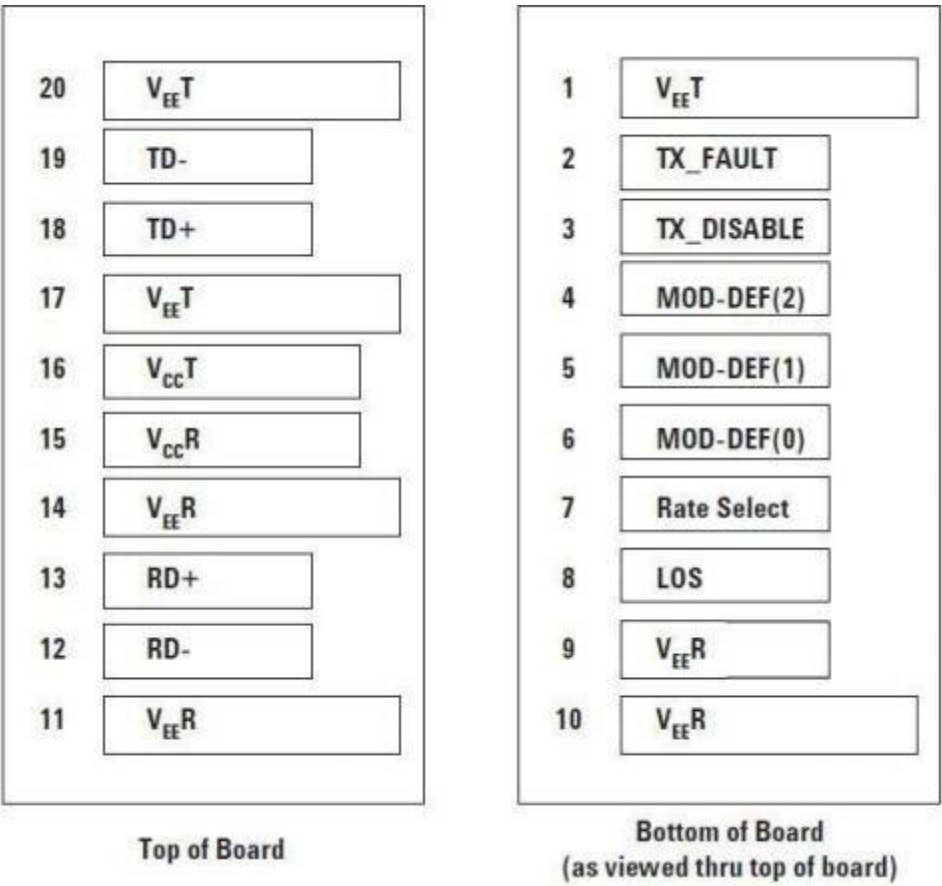 20 VEET
19 TD-
18 TD+
17 VEET
16 VCCT
15 VCCR
14 VEER
13 RD+
12 RD-
11 VEER
Top of Board
1 VEET
2 TX_FAULT
3 TX_DISABLE
4 MOD-DEF(2)
5 MOD-DEF(1)
6 MOD-DEF(0)
7 Rate Select
8 LOS
9 VEER
10 VEER
Bottom of Board
(as viewed thru top of board)